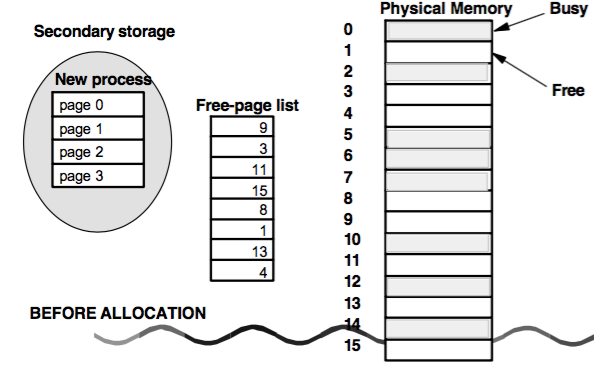 Physical Memory
Busy
Free
Secondary storage
New process
page 0
page 1
page 2
page 3
Free-page list
9
3
11
15
8
1
13
4
0
1
2
3
4
5
6
7
8
9
10
11
12
13
14
15
BEFORE ALLOCATION